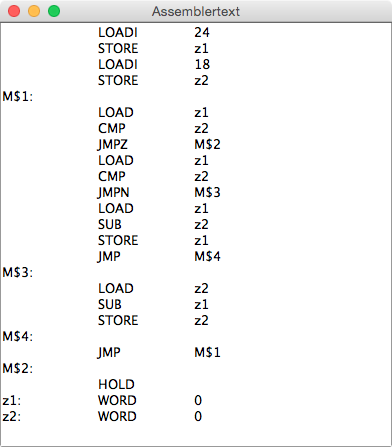 Assemblertext
LOADI 24
STORE z1
LOADI 18
STORE z2
M$1:
LOAD z1
CMP z2
JMPZ M$2
LOAD z1
CMP z2
JMPN M$3
LOAD z1
SUB z2
STORE z1
JMP M$4
M$3:
LOAD z2
SUB z1
STORE z2
M$4:
JMP M$1
M$2:
HOLD
z1: WORD 0
z2: WORD 0